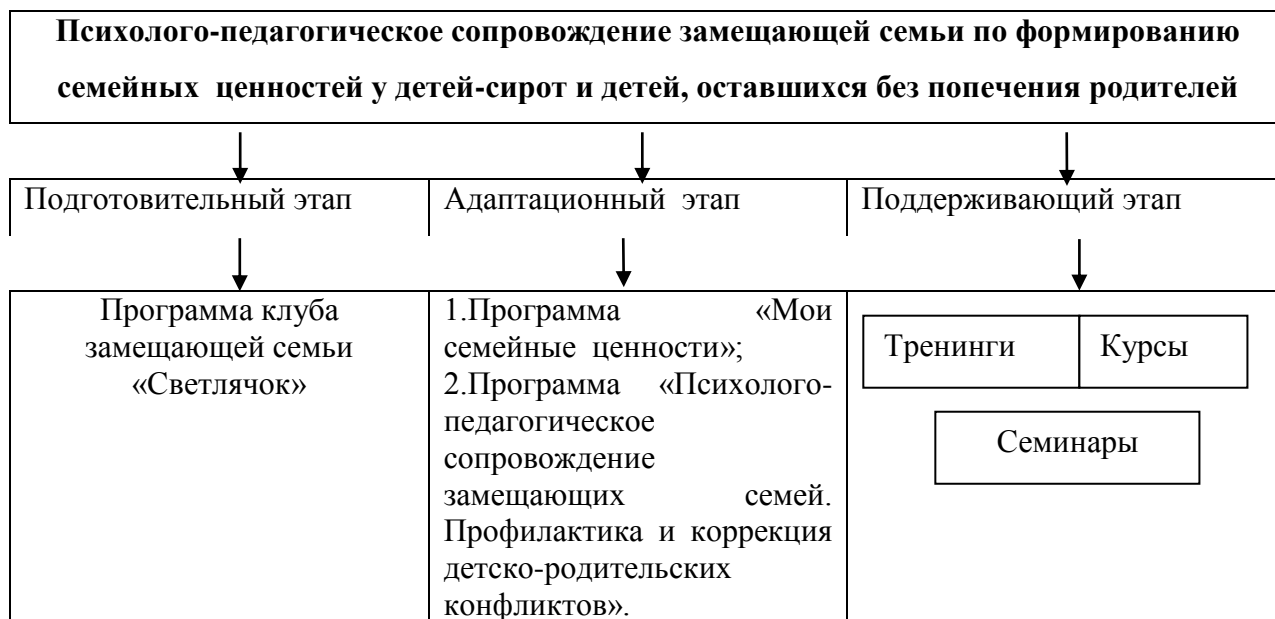 Психолого-педагогическое сопровождение замещающей семьи по формированию
семейных ценностей у детей-сирот и детей, оставшихся без попечения родителей
Подготовительный этап
Адаптационный этап
Поддерживающий этап
Программа клуба
замещающей семьи
«Светлячок»
1.Программа «Мои
семейные ценности»;
2.Программа «Психолого-
педагогическое
сопровождение
замещающих семей.
Профилактика и коррекция
детско-родительских
конфликтов».
Тренинги
Курсы
Семинары